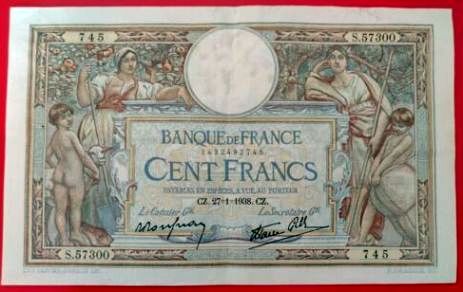 745 S.57300
BANQUE DE FRANCE
1432492745
CENT FRANCS
PAYABLES EN ESPÈCES, A VUE, AU PORTEUR
CZ. 27-1-1938. CZ.
Le Caissier Gal Le Secrétaire Gal
S.57300 745